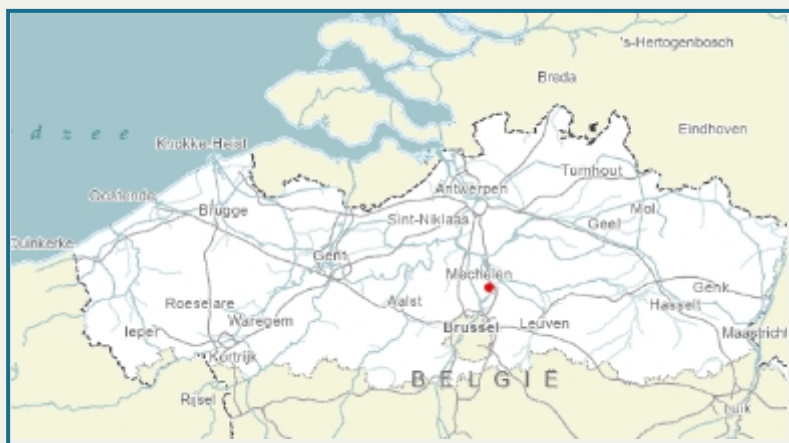 's-Hertogenbosch
Breda
d z e e
Eindhoven
Knokke-Heist
Turnhout
Antwerpen
Oostende
Mol
Brugge
Sint-Niklaas
Geel
Duinkerke
Gent
Mechelen
Genk
Roeselare
Aalst
Hasselt
Waregem
Brussel
Leuven
Ieper
Maastricht
Kortrijk
BELGIË
Rijsel
Luik